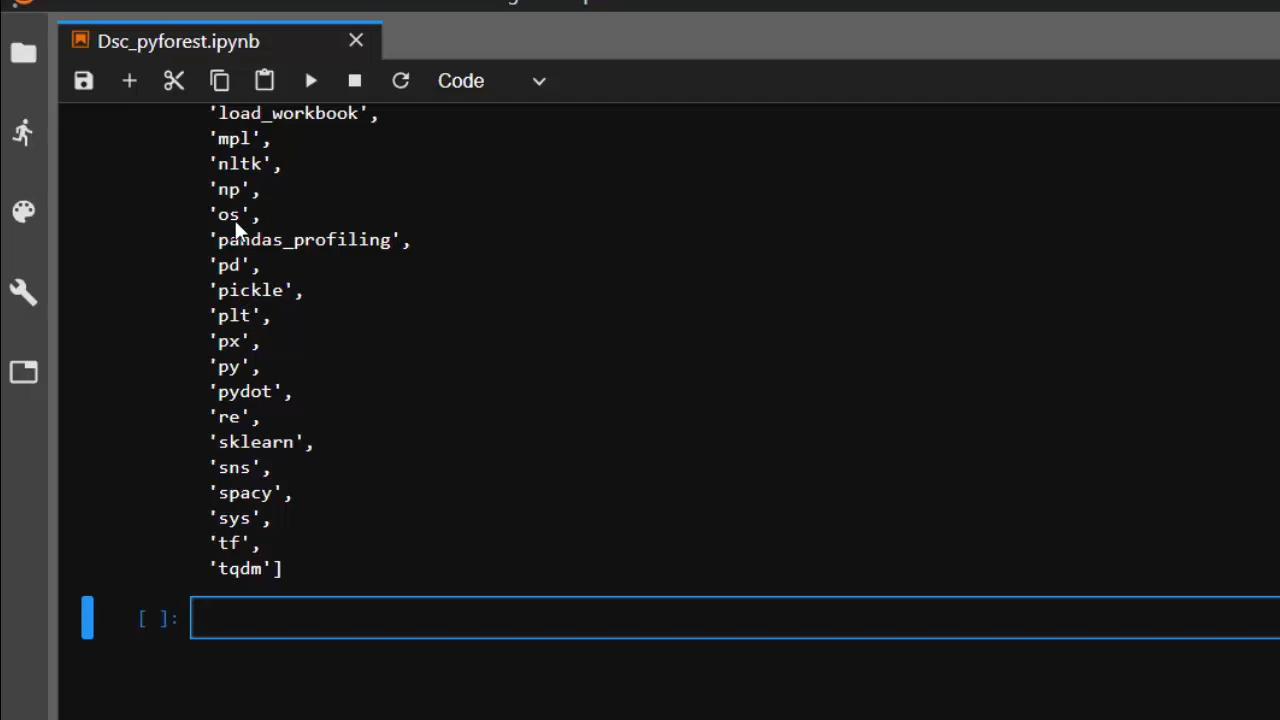 Dsc_pyforest.ipynb
Code
'load_workbook',
'mpl',
'nltk',
'np',
'os',
'pandas_profiling',
'pd',
'pickle',
'plt',
'px',
'py',
'pydot',
're',
'sklearn',
'sns',
'spacy',
'sys',
'tf',
'tqdm']
[ ]: